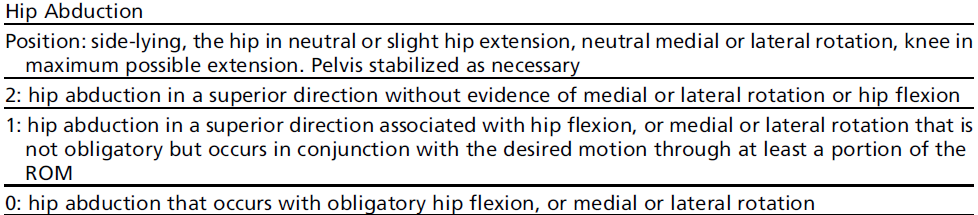 Hip Abduction
Position: side-lying, the hip in neutral or slight hip extension, neutral medial or lateral rotation, knee in
maximum possible extension. Pelvis stabilized as necessary
2: hip abduction in a superior direction without evidence of medial or lateral rotation or hip flexion
1: hip abduction in a superior direction associated with hip flexion, or medial or lateral rotation that is
not obligatory but occurs in conjunction with the desired motion through at least a portion of the
ROM
0: hip abduction that occurs with obligatory hip flexion, or medial or lateral rotation